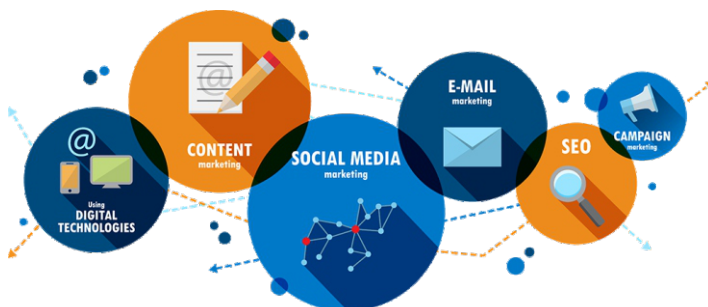 @
Using
DIGITAL
TECHNOLOGIES
@
CONTENT
marketing
SOCIAL MEDIA
marketing
E-MAIL
marketing
SEO
CAMPAIGN
marketing